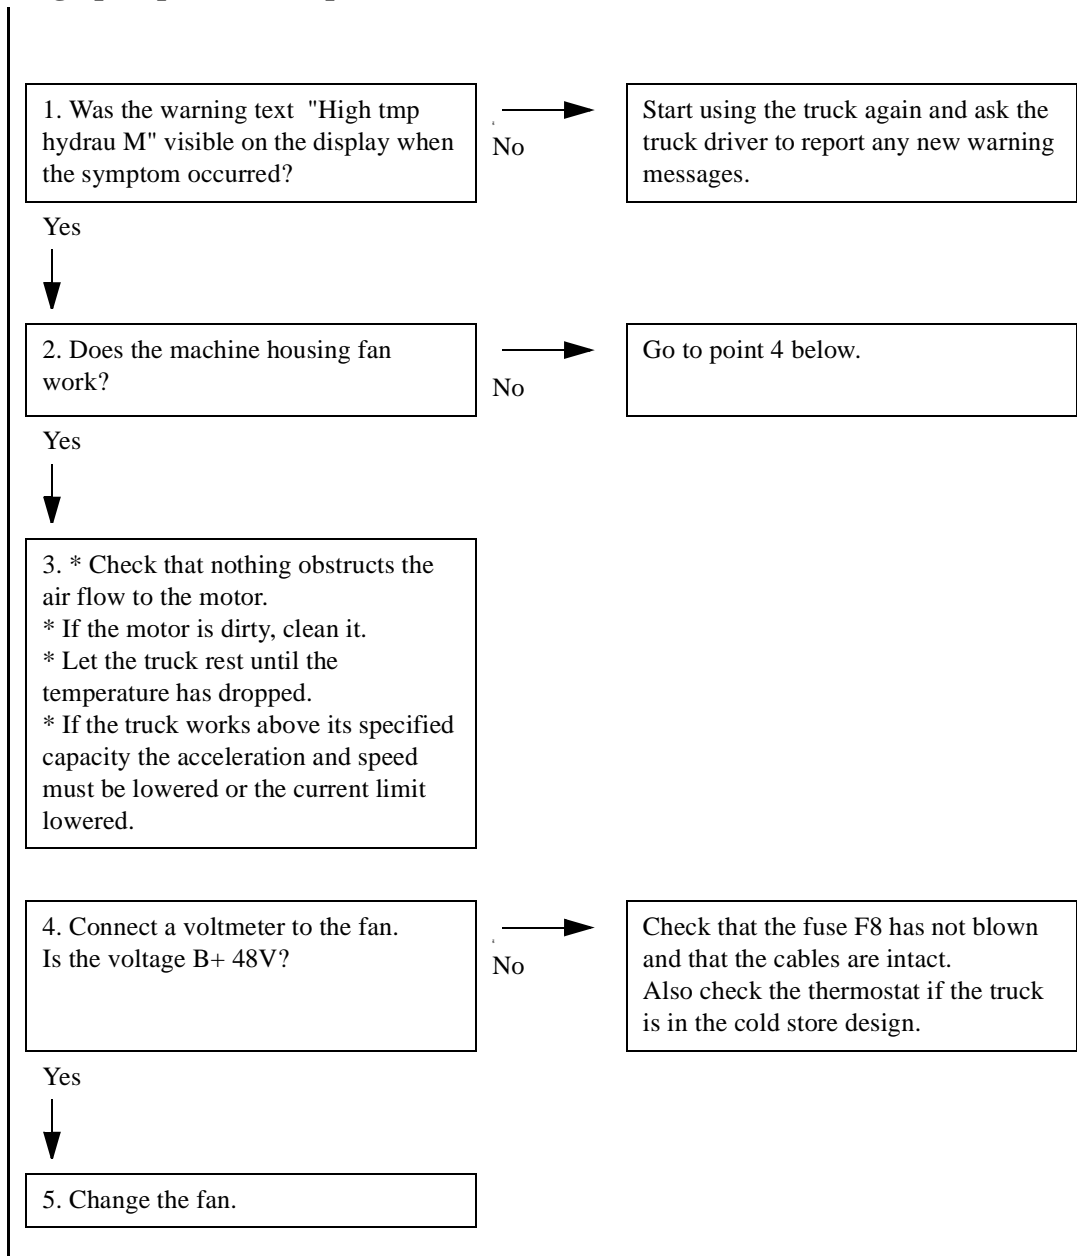 1. Was the warning text  "High tmp
hydrau M" visible on the display when
the symptom occurred?
No
Start using the truck again and ask the
truck driver to report any new warning
messages.
Yes
2. Does the machine housing fan
work?
No
Go to point 4 below.
Yes
3. * Check that nothing obstructs the
air flow to the motor.
* If the motor is dirty, clean it.
* Let the truck rest until the
temperature has dropped.
* If the truck works above its specified
capacity the acceleration and speed
must be lowered or the current limit
lowered.
4. Connect a voltmeter to the fan.
Is the voltage B+ 48V?
No
Check that the fuse F8 has not blown
and that the cables are intact.
Also check the thermostat if the truck
is in the cold store design.
Yes
5. Change the fan.